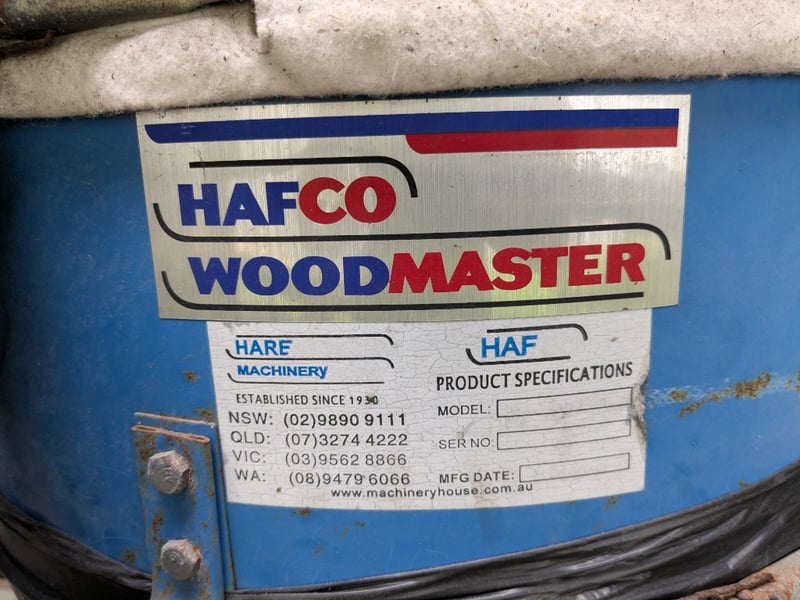 HAFCO
WOODMASTER
HARE
MACHINERY
ESTABLISHED SINCE 1930
NSW: (02)9890 9111
QLD: (07)3274 4222
VIC: (03)9562 8866
WA: (08)9479 6066
HAF
PRODUCT SPECIFICATIONS
MODEL:
SER NO:
MFG DATE:
www.machineryhouse.com.au